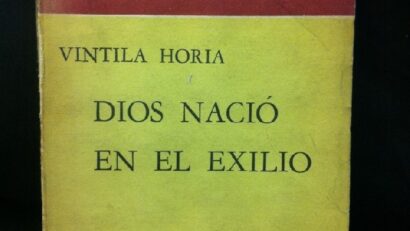 VINTILA HORIA
DIOS NACIÓ
EN EL EXILIO